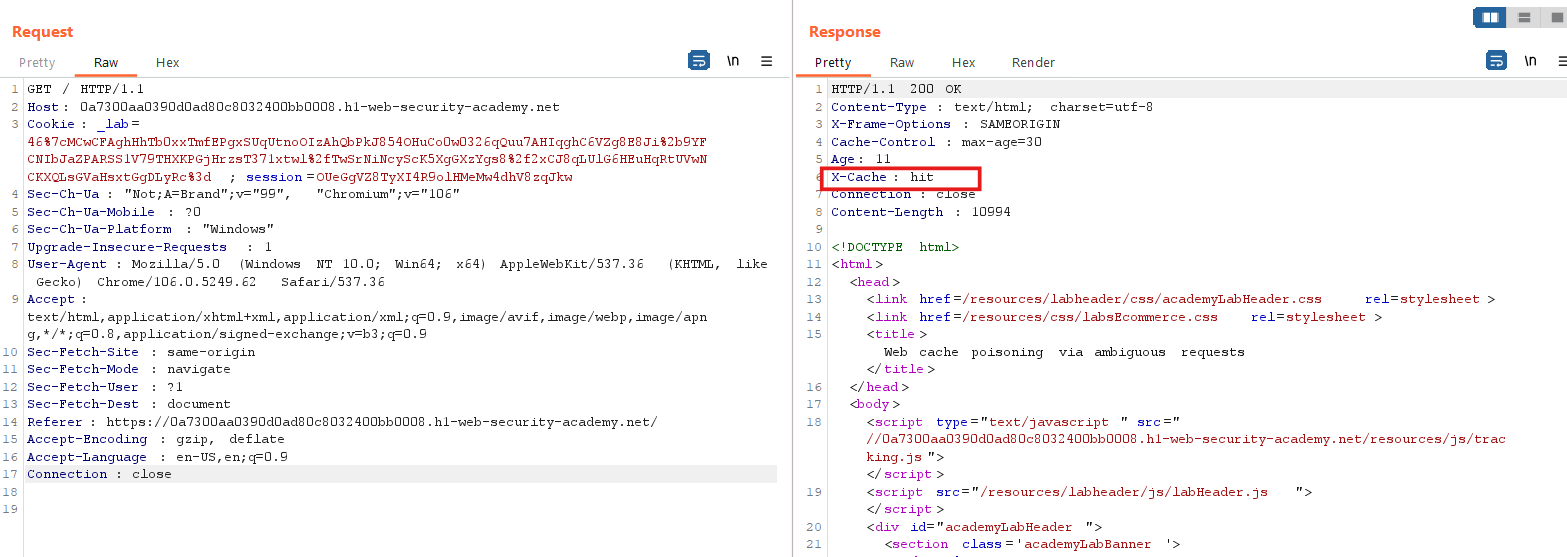 Request
Pretty Raw Hex \n
1 GET / HTTP/1.1
2 Host : 0a7300aa0390d0ad80c8032400bb0008.h1-web-security-academy.net
3 Cookie : _lab=
46%7cMCwCFAghHhTb0xxTmfEPgxSUqUtnoOIzAhQbPkJ854OHuCo0w0326qQuu7AHIqghC6VZg8E8Ji%2b9YF
CNIbJaZPARSS1V79THXKPGjHrzsT371xtwl%2fTwSrNiNcyScK5XgGXzYgs8%2f2xCJ8qLUlG6HEuHqRtUVwN
CKXQLsGVaHsxtGgDLyRc%3d ; session=OUeGgVZ8TyXI4R9olHMeMw4dhV8zqJkw
4 Sec-Ch-Ua : "Not;A=Brand";v="99", "Chromium";v="106"
5 Sec-Ch-Ua-Mobile : ?0
6 Sec-Ch-Ua-Platform : "Windows"
7 Upgrade-Insecure-Requests : 1
8 User-Agent : Mozilla/5.0 (Windows NT 10.0; Win64; x64) AppleWebKit/537.36 (KHTML, like
Gecko) Chrome/106.0.5249.62 Safari/537.36
9 Accept :
text/html,application/xhtml+xml,application/xml;q=0.9,image/avif,image/webp,image/apn
g,*/*;q=0.8,application/signed-exchange;v=b3;q=0.9
10 Sec-Fetch-Site : same-origin
11 Sec-Fetch-Mode : navigate
12 Sec-Fetch-User : ?1
13 Sec-Fetch-Dest : document
14 Referer : https://0a7300aa0390d0ad80c8032400bb0008.h1-web-security-academy.net/
15 Accept-Encoding : gzip, deflate
16 Accept-Language : en-US,en;q=0.9
17 Connection : close
18
19
Response
Pretty Raw Hex Render \n
1 HTTP/1.1 200 OK
2 Content-Type : text/html; charset=utf-8
3 X-Frame-Options : SAMEORIGIN
4 Cache-Control : max-age=30
5 Age : 11
6 X-Cache : hit
7 Connection : close
8 Content-Length : 10994
9
10 <!DOCTYPE html>
11 <html>
12 <head>
13 <link href=/resources/labheader/css/academyLabHeader.css rel=stylesheet >
14 <link href=/resources/css/labsEcommerce.css rel=stylesheet >
15 <title>
Web cache poisoning via ambiguous requests
</title>
16 </head>
17 <body>
18 <script type="text/javascript " src="
//0a7300aa0390d0ad80c8032400bb0008.h1-web-security-academy.net/resources/js/trac
king.js ">
</script>
19 <script src="/resources/labheader/js/labHeader.js ">
</script>
20 <div id="academyLabHeader ">
21 <section class='academyLabBanner '>